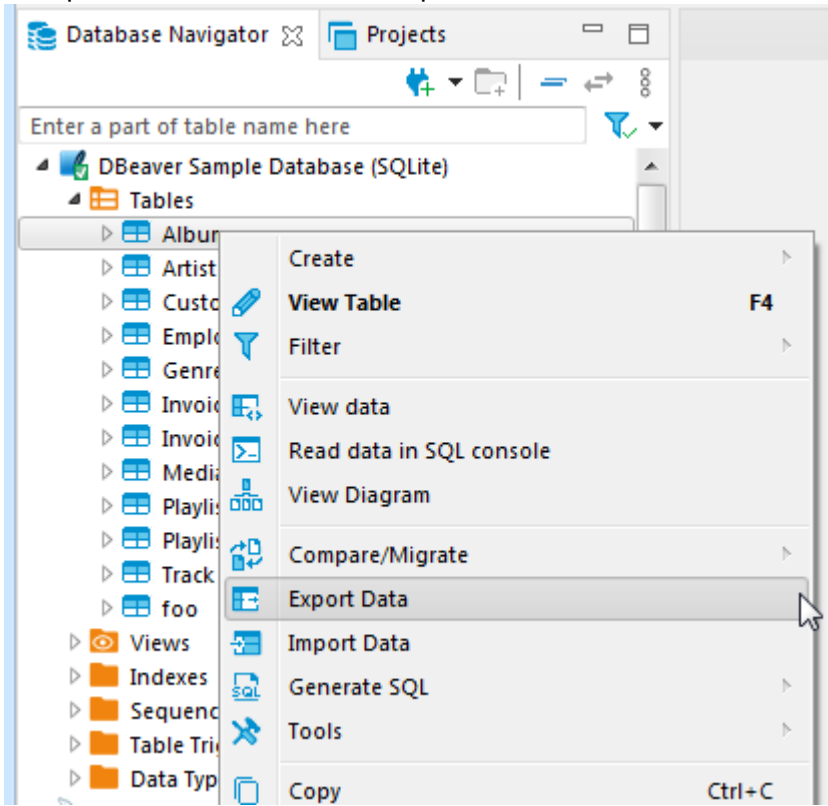 Database Navigator Projects
Enter a part of table name here
DBeaver Sample Database (SQLite)
Tables
Albu
Artist
Custo
Emplo
Genre
Invoic
Invoic
Media
Playlis
Playlis
Track
foo
Views
Indexes
Sequenc
Table Trig
Data Typ
Create
View Table F4
Filter
View data
Read data in SQL console
View Diagram
Compare/Migrate
Export Data
Import Data
SQL Generate SQL
Tools
Copy Ctrl+C